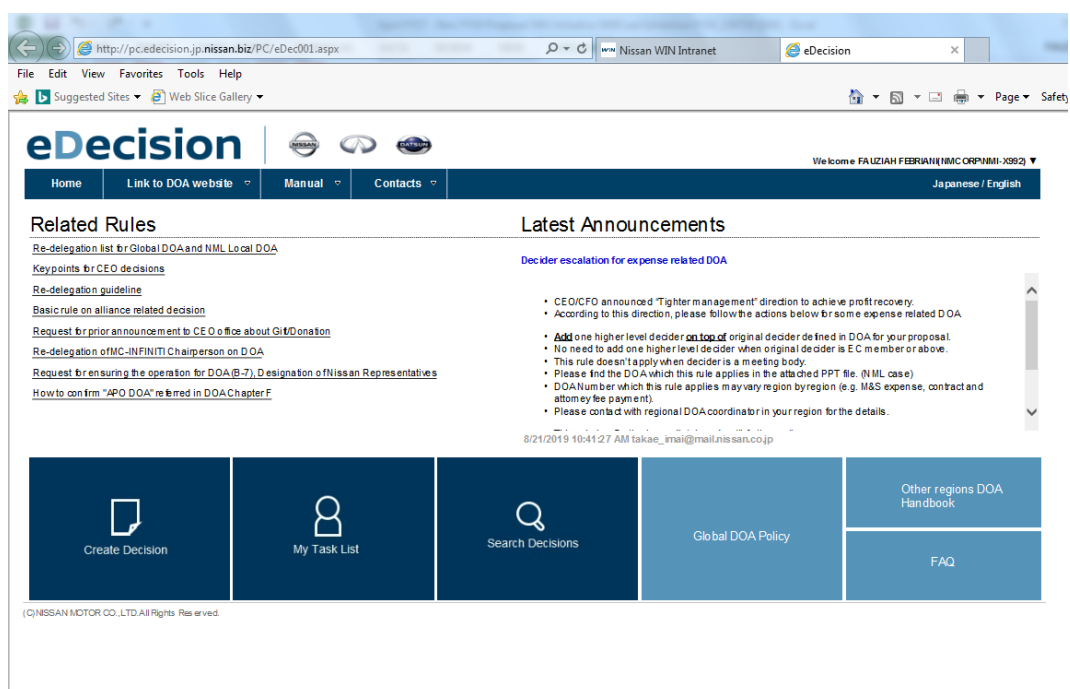 http://pc.edecision.jp.nissan.biz/PC/eDec001.aspx
WIN Nissan WIN Intranet
eDecision
File Edit View Favorites Tools Help
Suggested Sites Web Slice Gallery
Page Safety
eDecision
NISSAN
DATSUN
Welcome FAUZIAH FEBRIANI(NMCORP\NMI-X992)
Home Link to DOA website Manual Contacts
Japanese / English
Related Rules
Re-delegation list for Global DOA and NML Local DOA
Keypoints for CEO decisions
Re-delegation guideline
Basic rule on alliance related decision
Request for prior announcement to CEO office about Gift/Donation
Re-delegation of MC-INFINITI Chairperson on DOA
Request for ensuring the operation for DOA (B-7), Designation of Nissan Representatives
How to confirm "APO DOA" referred in DOA Chapter F
Latest Announcements
Decider escalation for expense related DOA
• CEO/CFO announced "Tighter management" direction to achieve profit recovery.
• According to this direction, please follow the actions below for some expense related DOA
• Add one higher level decider on top of original decider defined in DOA for your proposal.
• No need to add one higher level decider when original decider is EC member or above.
• This rule doesn't apply when decider is a meeting body.
• Please find the DOA which this rule applies in the attached PPT file. (NML case)
• DOA Number which this rule applies may vary region by region (e.g. M&S expense, contract and
attorney fee payment).
• Please contact with regional DOA coordinator in your region for the details.
8/21/2019 10:41:27 AM takae_imai@mail.nissan.co.jp
Create Decision
My Task List
Search Decisions
Global DOA Policy
Other regions DOA
Handbook
FAQ
(C)NISSAN MOTOR CO.,LTD.All Rights Reserved.